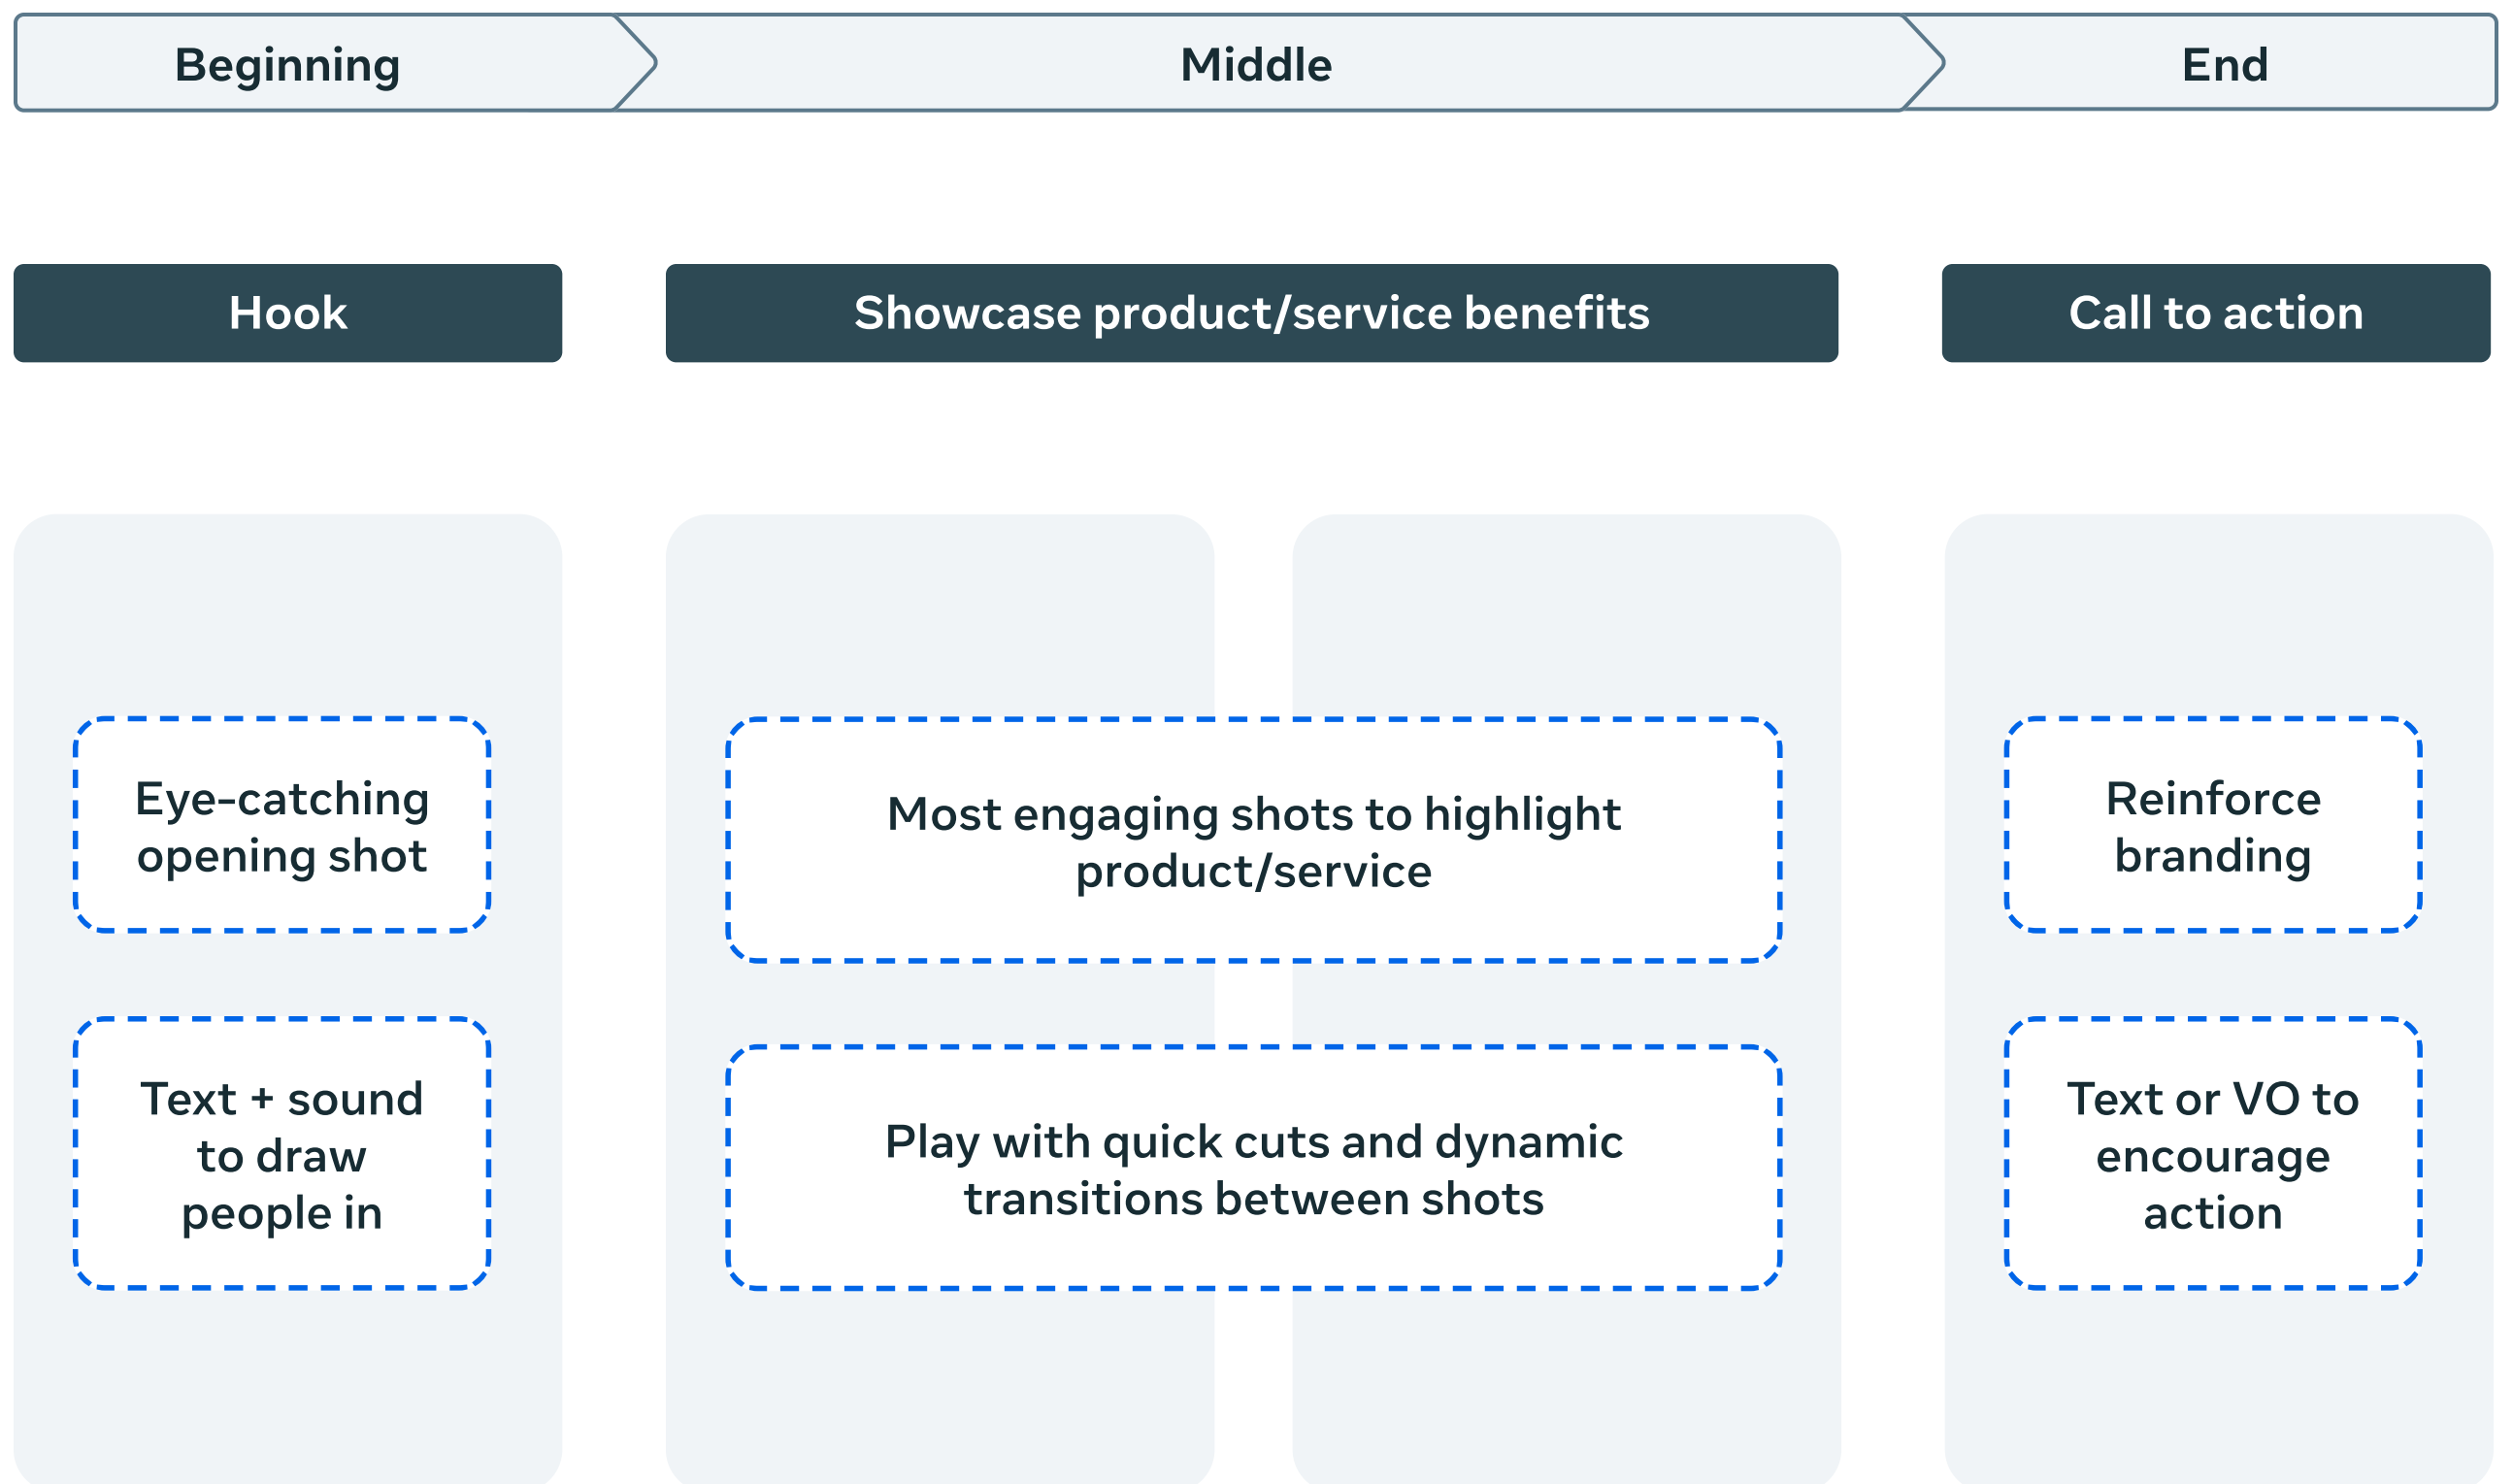 Beginning
Middle
End
Hook
Showcase product/service benefits
Call to action
Eye-catching
opening shot
Most engaging shots to highlight
product/service
Reinforce
branding
Text + sound
to draw
people in
Play with quick cuts and dynamic
transitions between shots
Text or VO to
encourage
action